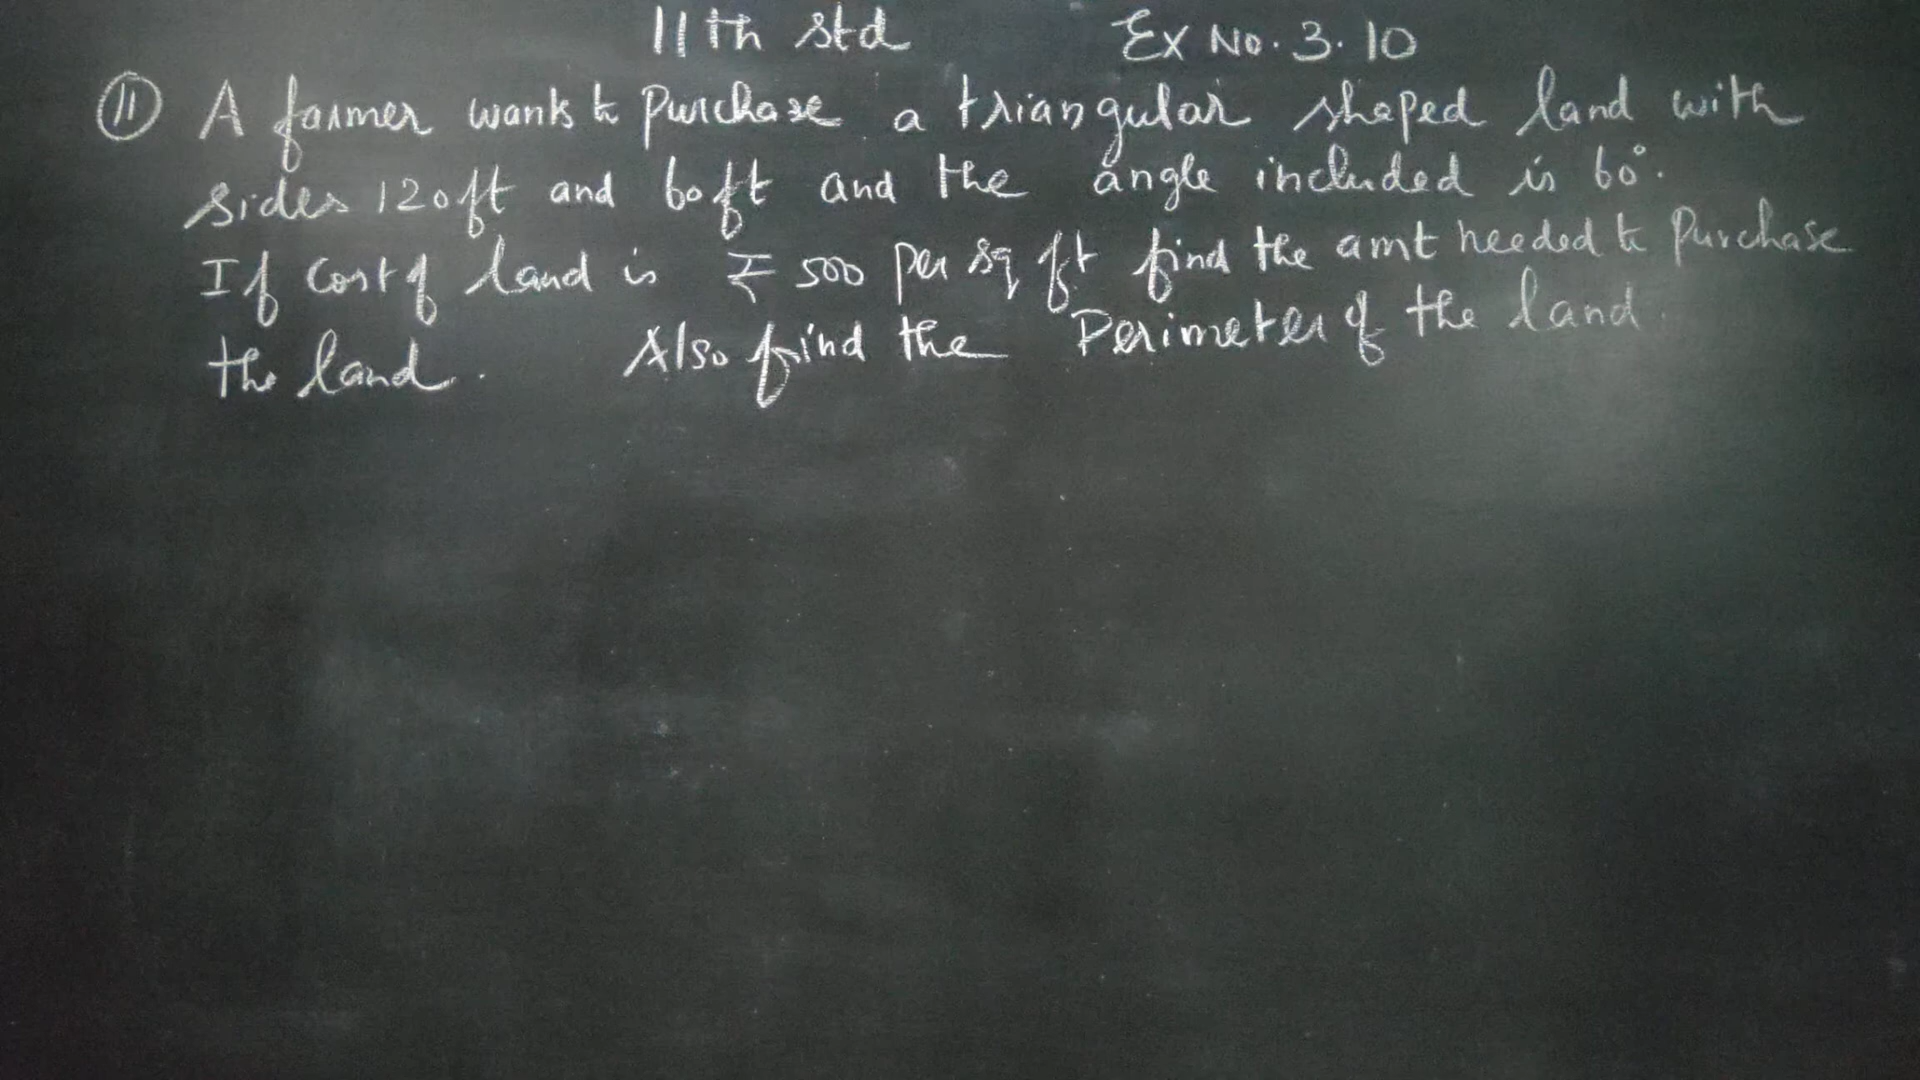 11th std Ex No. 3.10
⑪ A farmer wants to purchase a triangular shaped land with
sides 120ft and 60ft and the angle included is 60°.
If cost of land is ₹ 500 per sq ft find the amt needed to purchase
the land. Also find the Perimeter of the land.